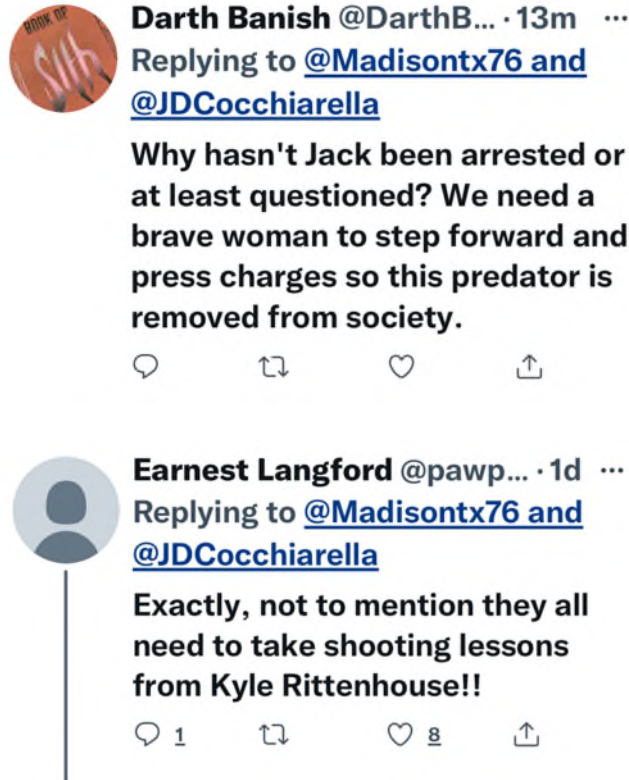 BOOK OF
SITH
Darth Banish @DarthB... · 13m ...
Replying to @Madisontx76 and
@JDCocchiarella
Why hasn't Jack been arrested or
at least questioned? We need a
brave woman to step forward and
press charges so this predator is
removed from society.
Earnest Langford @pawp... · 1d ...
Replying to @Madisontx76 and
@JDCocchiarella
Exactly, not to mention they all
need to take shooting lessons
from Kyle Rittenhouse!!
1 8